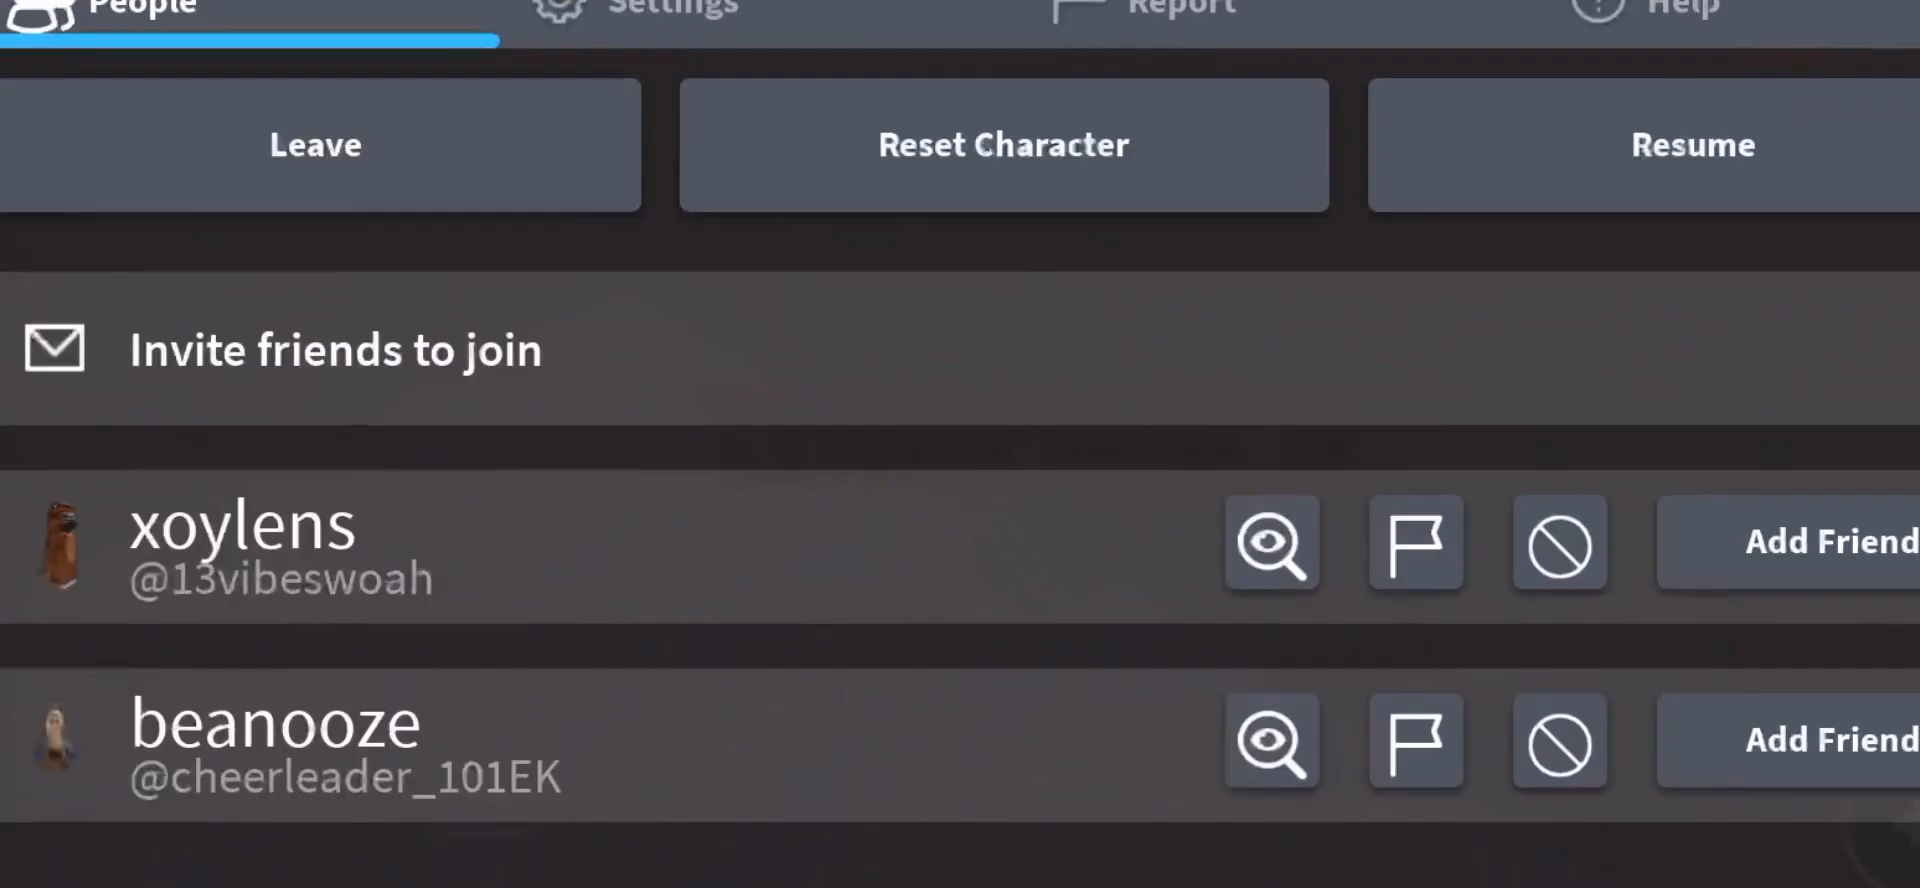 People Settings Report Help
Leave Reset Character Resume
Invite friends to join
xoylens
@13vibeswoah
Add Friend
beanooze
@cheerleader_101EK
Add Friend